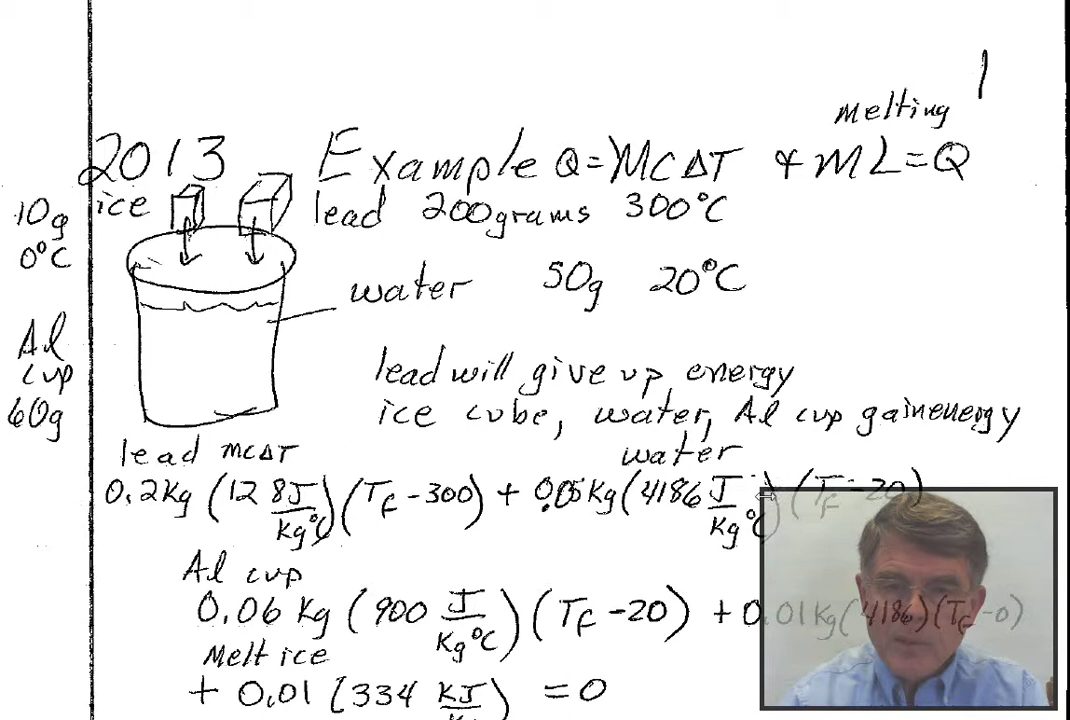 1
melting
2013 Example Q=MCΔT & ML=Q
10g ice lead 200grams 300°C
0°C
water 50g 20°C
Al
cup
60g
lead will give up energy
ice cube, water, Al cup gain energy
lead MCΔT water
0.2Kg (128 J/Kg°C)(TF -300) + 0.05Kg(4186 J/Kg°C)(TF -20)
Al cup
0.06 Kg (900 J/Kg°C)(TF -20) + 0.01Kg(4186)(TF -0)
Melt ice
+ 0.01 (334 KJ/Kg) = 0